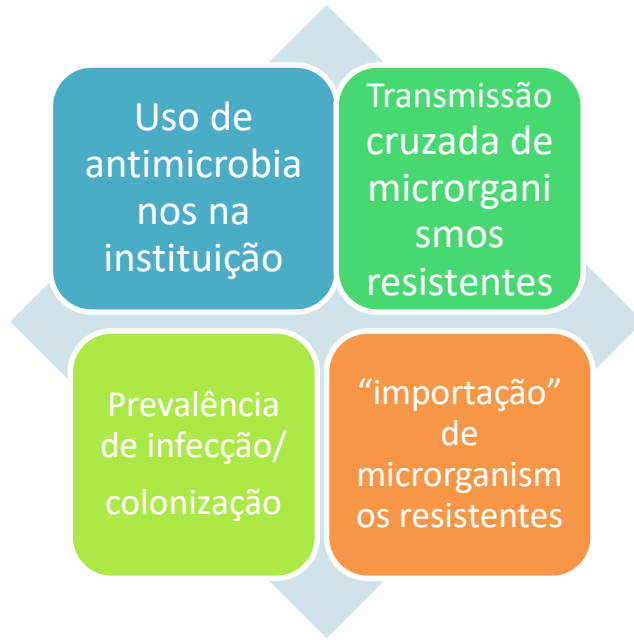 Uso de
antimicrobia
nos na
instituição
Transmissão
cruzada de
microrgani
smos
resistentes
Prevalência
de infecção/
colonização
“importação”
de
microrganism
os resistentes